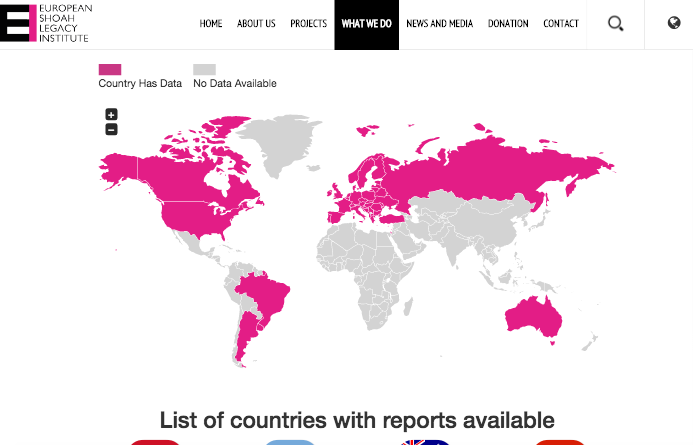 EUROPEAN
SHOAH
LEGACY
INSTITUTE
HOME ABOUT US PROJECTS WHAT WE DO NEWS AND MEDIA DONATION CONTACT
Country Has Data No Data Available
+
−
List of countries with reports available